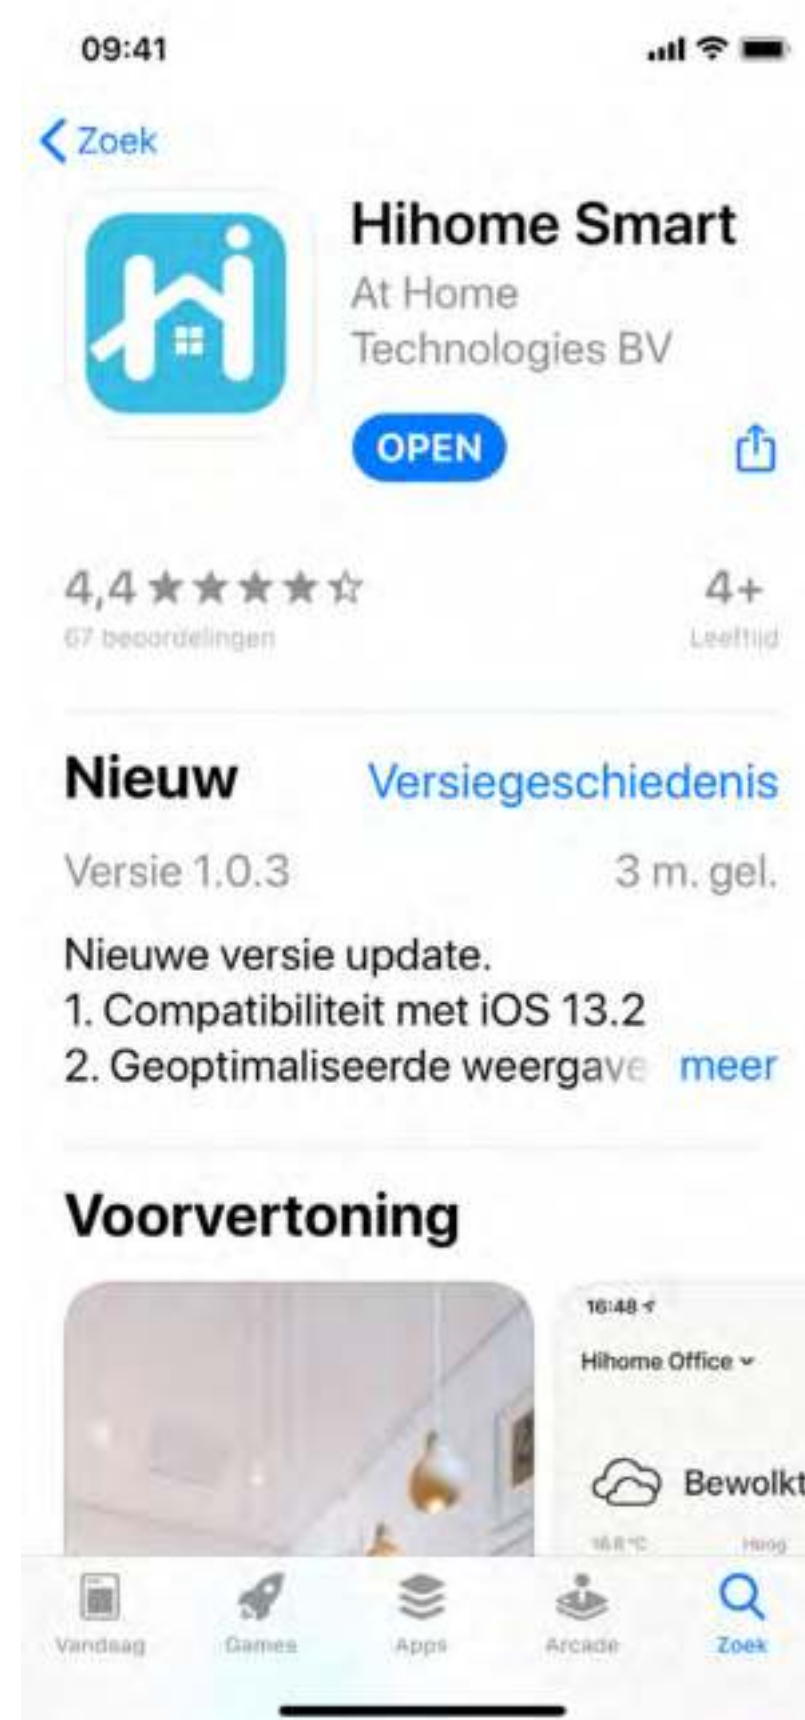 09:41
Zoek
Hihome Smart
At Home
Technologies BV
OPEN
4,4
4+
67 beoordelingen
Leeftijd
Nieuw
Versiegeschiedenis
Versie 1.0.3
3 m. gel.
Nieuwe versie update.
1. Compatibiliteit met iOS 13.2
2. Geoptimaliseerde weergave
meer
Voorvertoning
16:48
Hihome Office
Bewolkt
Hoog
Vandaag
Games
Apps
Arcade
Zoek